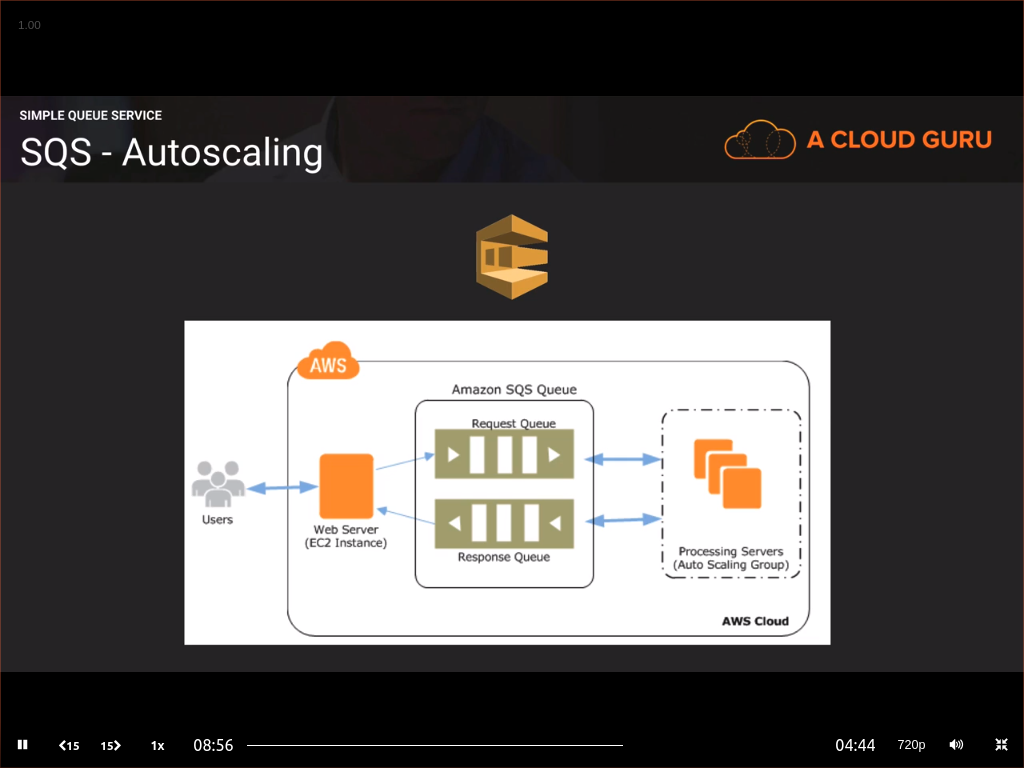 1.00
SIMPLE QUEUE SERVICE
SQS - Autoscaling
A CLOUD GURU
AWS
Amazon SQS Queue
Request Queue
Users
Web Server
(EC2 Instance)
Response Queue
Processing Servers
(Auto Scaling Group)
AWS Cloud
15
15
1x
08:56
04:44
720p